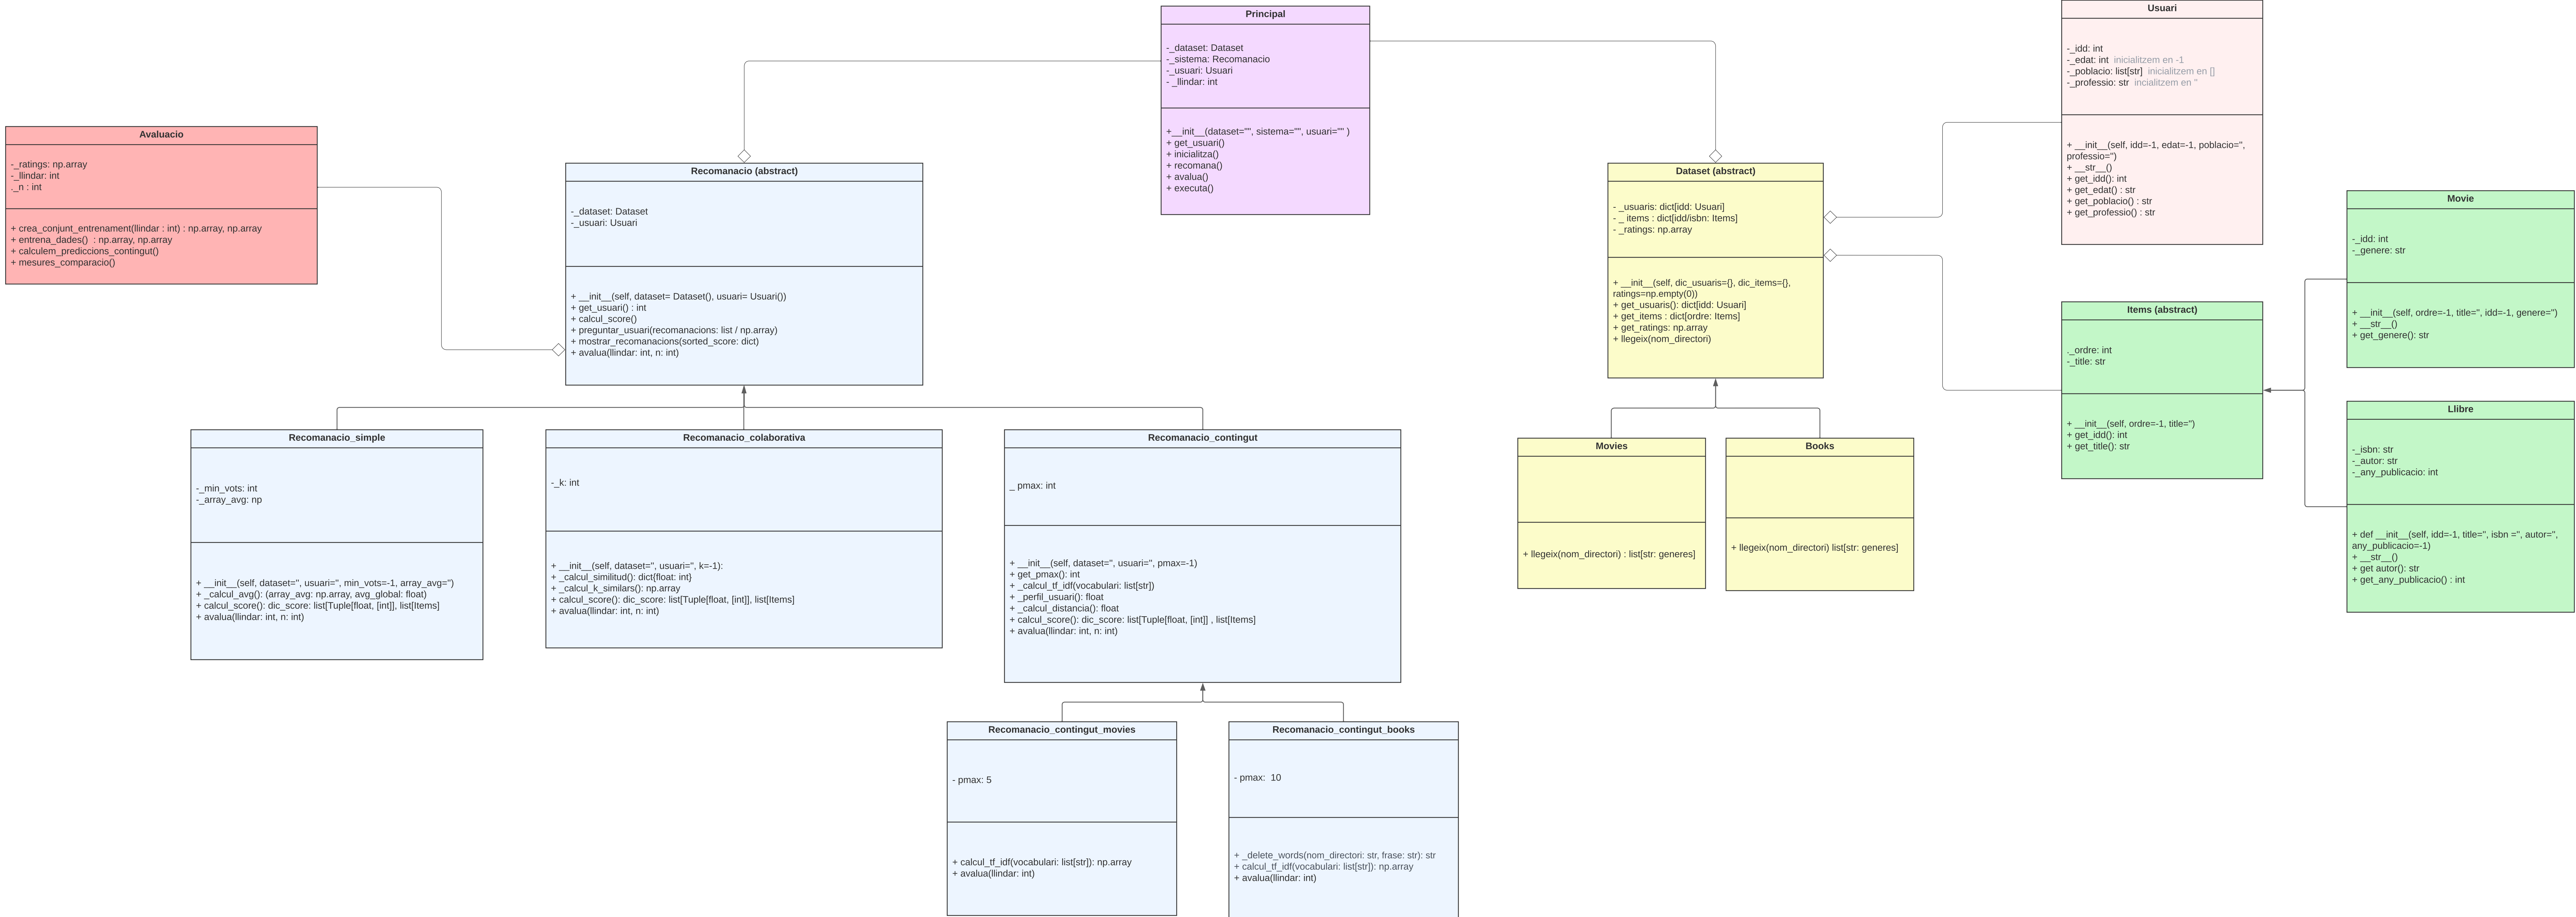 Principal
-_dataset: Dataset
-_sistema: Recomanacio
-_usuari: Usuari
- _llindar: int
+__init__(dataset="", sistema="", usuari="" )
+ get_usuari()
+ inicialitza()
+ recomana()
+ avalua()
+ executa()
Usuari
-_idd: int
-_edat: int  inicialitzem en -1
-_poblacio: list[str]  inicialitzem en []
-_professio: str  incialitzem en ''
+ __init__(self, idd=-1, edat=-1, poblacio='',
professio='')
+ __str__()
+ get_idd(): int
+ get_edat() : str
+ get_poblacio() : str
+ get_professio() : str
Avaluacio
-_ratings: np.array
-_llindar: int
._n : int
+ crea_conjunt_entrenament(llindar : int) : np.array, np.array
+ entrena_dades()  : np.array, np.array
+ calculem_prediccions_contingut()
+ mesures_comparacio()
Recomanacio (abstract)
-_dataset: Dataset
-_usuari: Usuari
+ __init__(self, dataset= Dataset(), usuari= Usuari())
+ get_usuari() : int
+ calcul_score()
+ preguntar_usuari(recomanacions: list / np.array)
+ mostrar_recomanacions(sorted_score: dict)
+ avalua(llindar: int, n: int)
Dataset (abstract)
- _usuaris: dict[idd: Usuari]
- _ items : dict[idd/isbn: Items]
- _ratings: np.array
+ __init__(self, dic_usuaris={}, dic_items={},
ratings=np.empty(0))
+ get_usuaris(): dict[idd: Usuari]
+ get_items : dict[ordre: Items]
+ get_ratings: np.array
+ llegeix(nom_directori)
Movie
-_idd: int
-_genere: str
+ __init__(self, ordre=-1, title='', idd=-1, genere='')
+ __str__()
+ get_genere(): str
Items (abstract)
._ordre: int
-_title: str
+ __init__(self, ordre=-1, title='')
+ get_idd(): int
+ get_title(): str
Llibre
-_isbn: str
-_autor: str
-_any_publicacio: int
+ def __init__(self, idd=-1, title='', isbn ='', autor='',
any_publicacio=-1)
+ __str__()
+ get autor(): str
+ get_any_publicacio() : int
Recomanacio_simple
-_min_vots: int
-_array_avg: np
+ __init__(self, dataset='', usuari='', min_vots=-1, array_avg='')
+ _calcul_avg(): (array_avg: np.array, avg_global: float)
+ calcul_score(): dic_score: list[Tuple[float, [int]], list[Items]
+ avalua(llindar: int, n: int)
Recomanacio_colaborativa
-_k: int
+ __init__(self, dataset='', usuari='', k=-1):
+ _calcul_similitud(): dict{float: int}
+ _calcul_k_similars(): np.array
+ calcul_score(): dic_score: list[Tuple[float, [int]], list[Items]
+ avalua(llindar: int, n: int)
Recomanacio_contingut
_ pmax: int
+ __init__(self, dataset='', usuari='', pmax=-1)
+ get_pmax(): int
+ _calcul_tf_idf(vocabulari: list[str])
+ _perfil_usuari(): float
+ _calcul_distancia(): float
+ calcul_score(): dic_score: list[Tuple[float, [int]] , list[Items]
+ avalua(llindar: int, n: int)
Movies
+ llegeix(nom_directori) : list[str: generes]
Books
+ llegeix(nom_directori) list[str: generes]
Recomanacio_contingut_movies
- pmax: 5
+ calcul_tf_idf(vocabulari: list[str]): np.array
+ avalua(llindar: int)
Recomanacio_contingut_books
- pmax:  10
+ _delete_words(nom_directori: str, frase: str): str
+ calcul_tf_idf(vocabulari: list[str]): np.array
+ avalua(llindar: int)